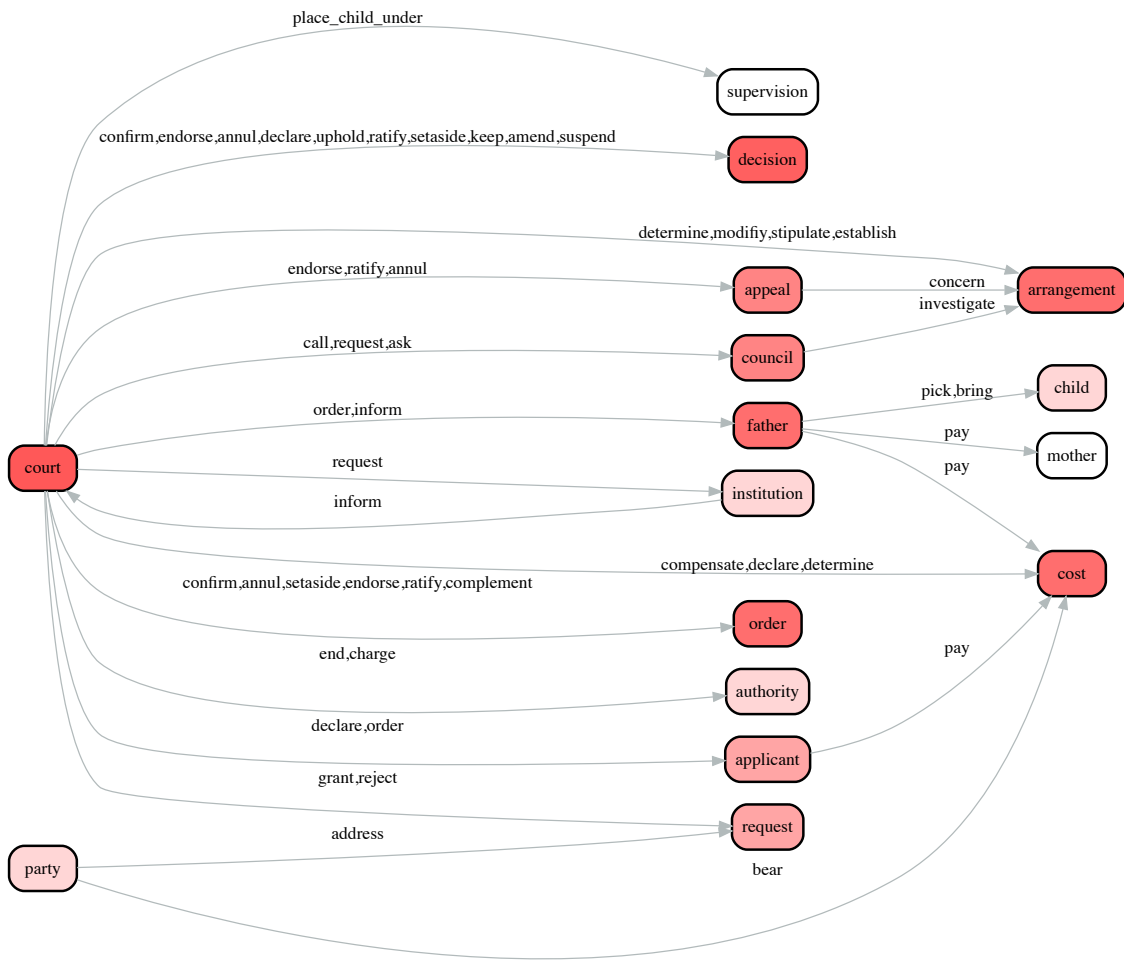 place_child_under
supervision
confirm,endorse,annul,declare,uphold,ratify,setaside,keep,amend,suspend
decision
determine,modifiy,stipulate,establish
endorse,ratify,annul
appeal
concern
arrangement
investigate
call,request,ask
council
pick,bring
child
order,inform
father
pay
mother
court
request
pay
institution
inform
compensate,declare,determine
cost
confirm,annul,setaside,endorse,ratify,complement
order
end,charge
pay
authority
declare,order
applicant
grant,reject
request
address
party
bear